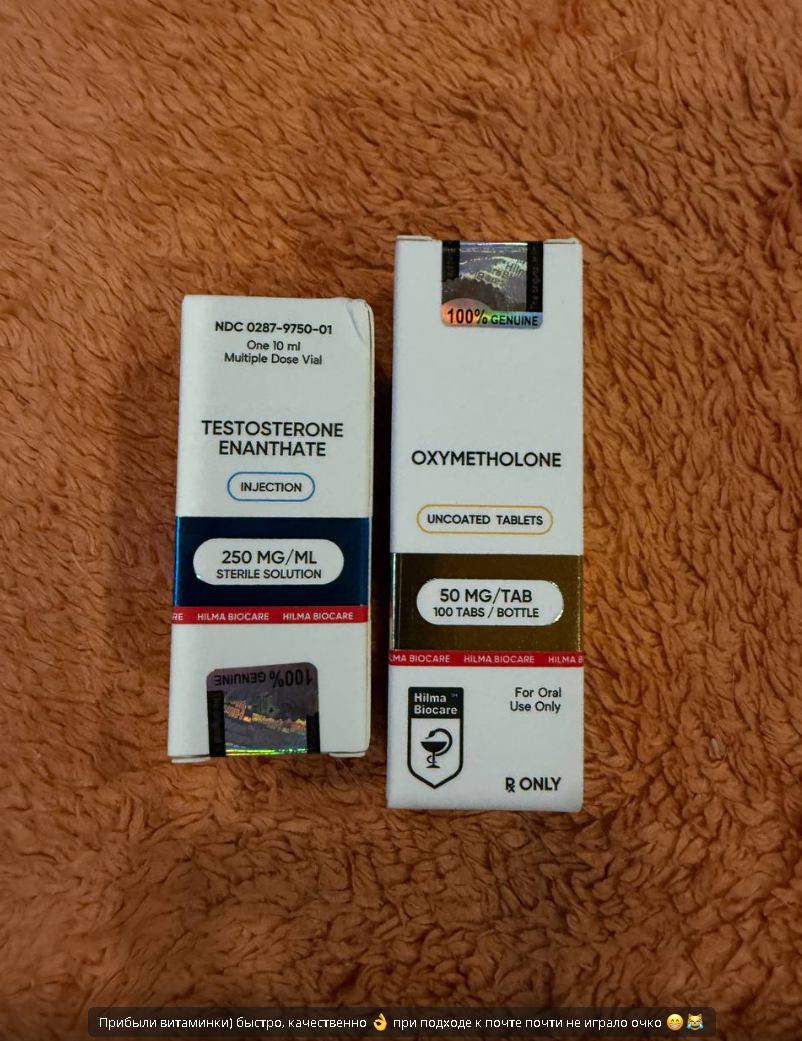 NDC 0287-9750-01
One 10 ml
Multiple Dose Vial
TESTOSTERONE
ENANTHATE
INJECTION
250 MG/ML
STERILE SOLUTION
RE HILMA BIOCARE HILMA BIOCARE
100% GENUINE
100% GENUINE
OXYMETHOLONE
UNCOATED TABLETS
50 MG/TAB
100 TABS / BOTTLE
LMA BIOCARE HILMA BIOCARE HILMA B
Hilma
Biocare
For Oral
Use Only
℞ ONLY
Прибыли витаминки) быстро, качественно 👌 при подходе к почте почти не играло очко 😁😹